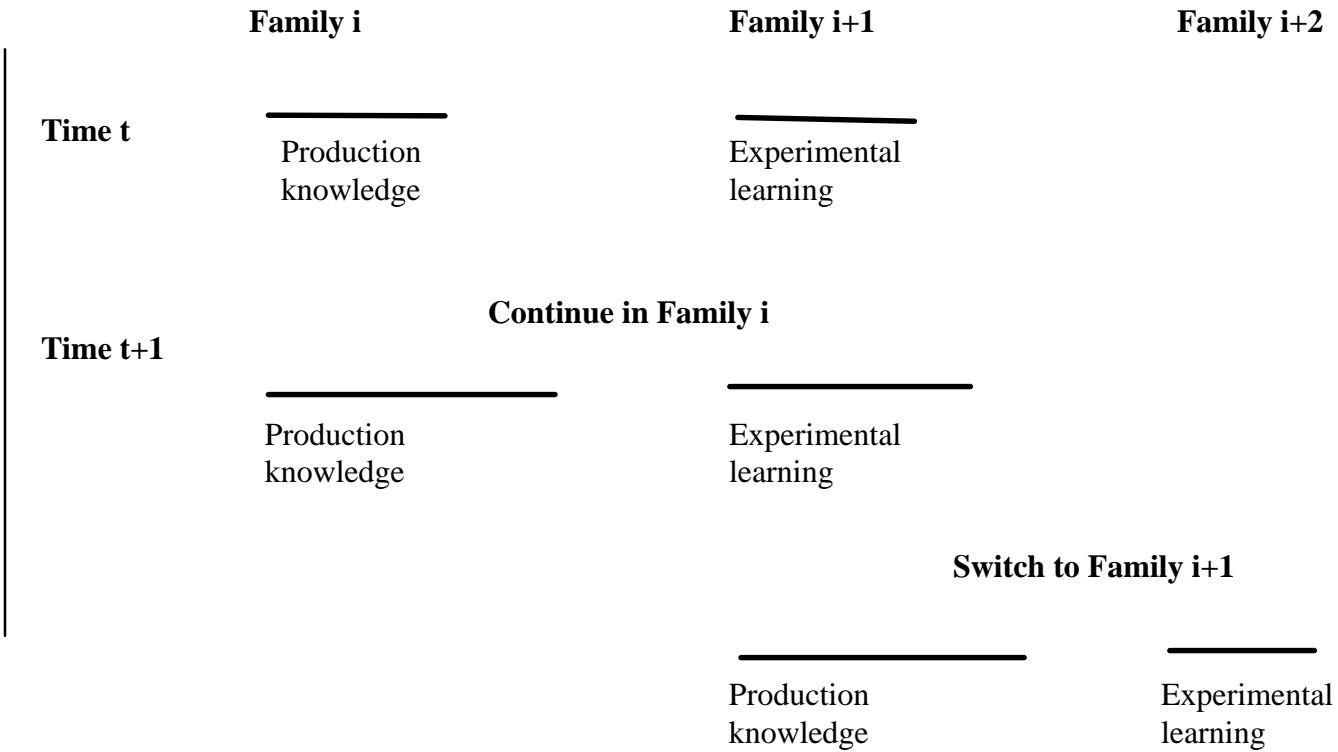 Family i Family i+1 Family i+2
Time t
Production Experimental
knowledge learning
Continue in Family i
Time t+1
Production Experimental
knowledge learning
Switch to Family i+1
Production Experimental
knowledge learning